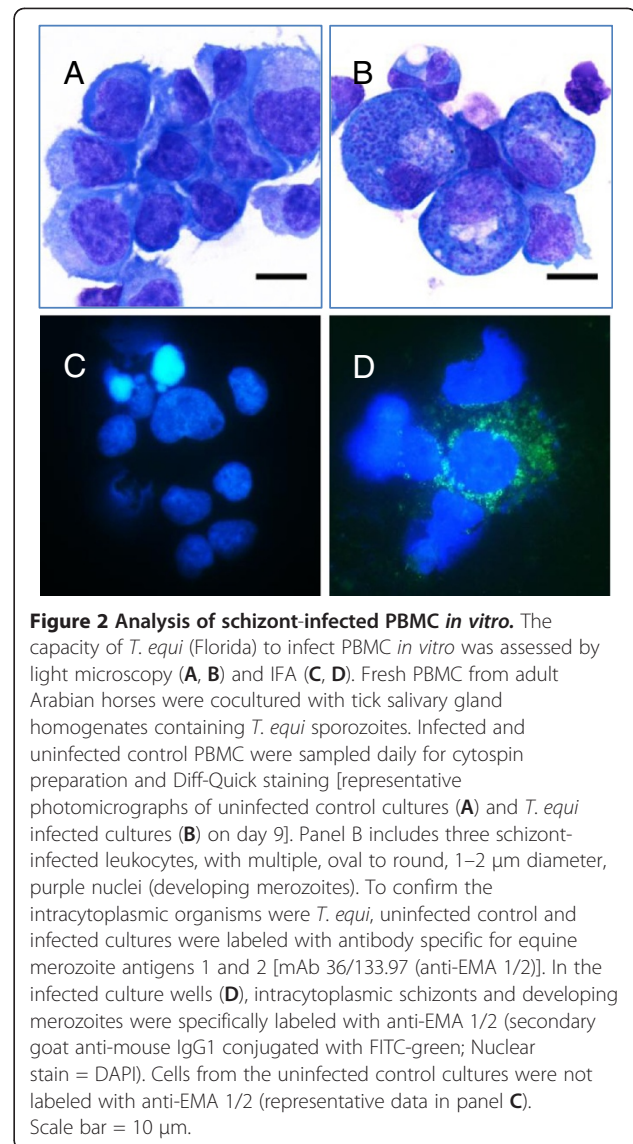 A
B
C
D
Figure 2 Analysis of schizont-infected PBMC in vitro. The
capacity of T. equi (Florida) to infect PBMC in vitro was assessed by
light microscopy (A, B) and IFA (C, D). Fresh PBMC from adult
Arabian horses were cocultured with tick salivary gland
homogenates containing T. equi sporozoites. Infected and
uninfected control PBMC were sampled daily for cytospin
preparation and Diff-Quick staining [representative
photomicrographs of uninfected control cultures (A) and T. equi
infected cultures (B) on day 9]. Panel B includes three schizont-
infected leukocytes, with multiple, oval to round, 1–2 μm diameter,
purple nuclei (developing merozoites). To confirm the
intracytoplasmic organisms were T. equi, uninfected control and
infected cultures were labeled with antibody specific for equine
merozoite antigens 1 and 2 [mAb 36/133.97 (anti-EMA 1/2)]. In the
infected culture wells (D), intracytoplasmic schizonts and developing
merozoites were specifically labeled with anti-EMA 1/2 (secondary
goat anti-mouse IgG1 conjugated with FITC-green; Nuclear
stain = DAPI). Cells from the uninfected control cultures were not
labeled with anti-EMA 1/2 (representative data in panel C).
Scale bar = 10 μm.